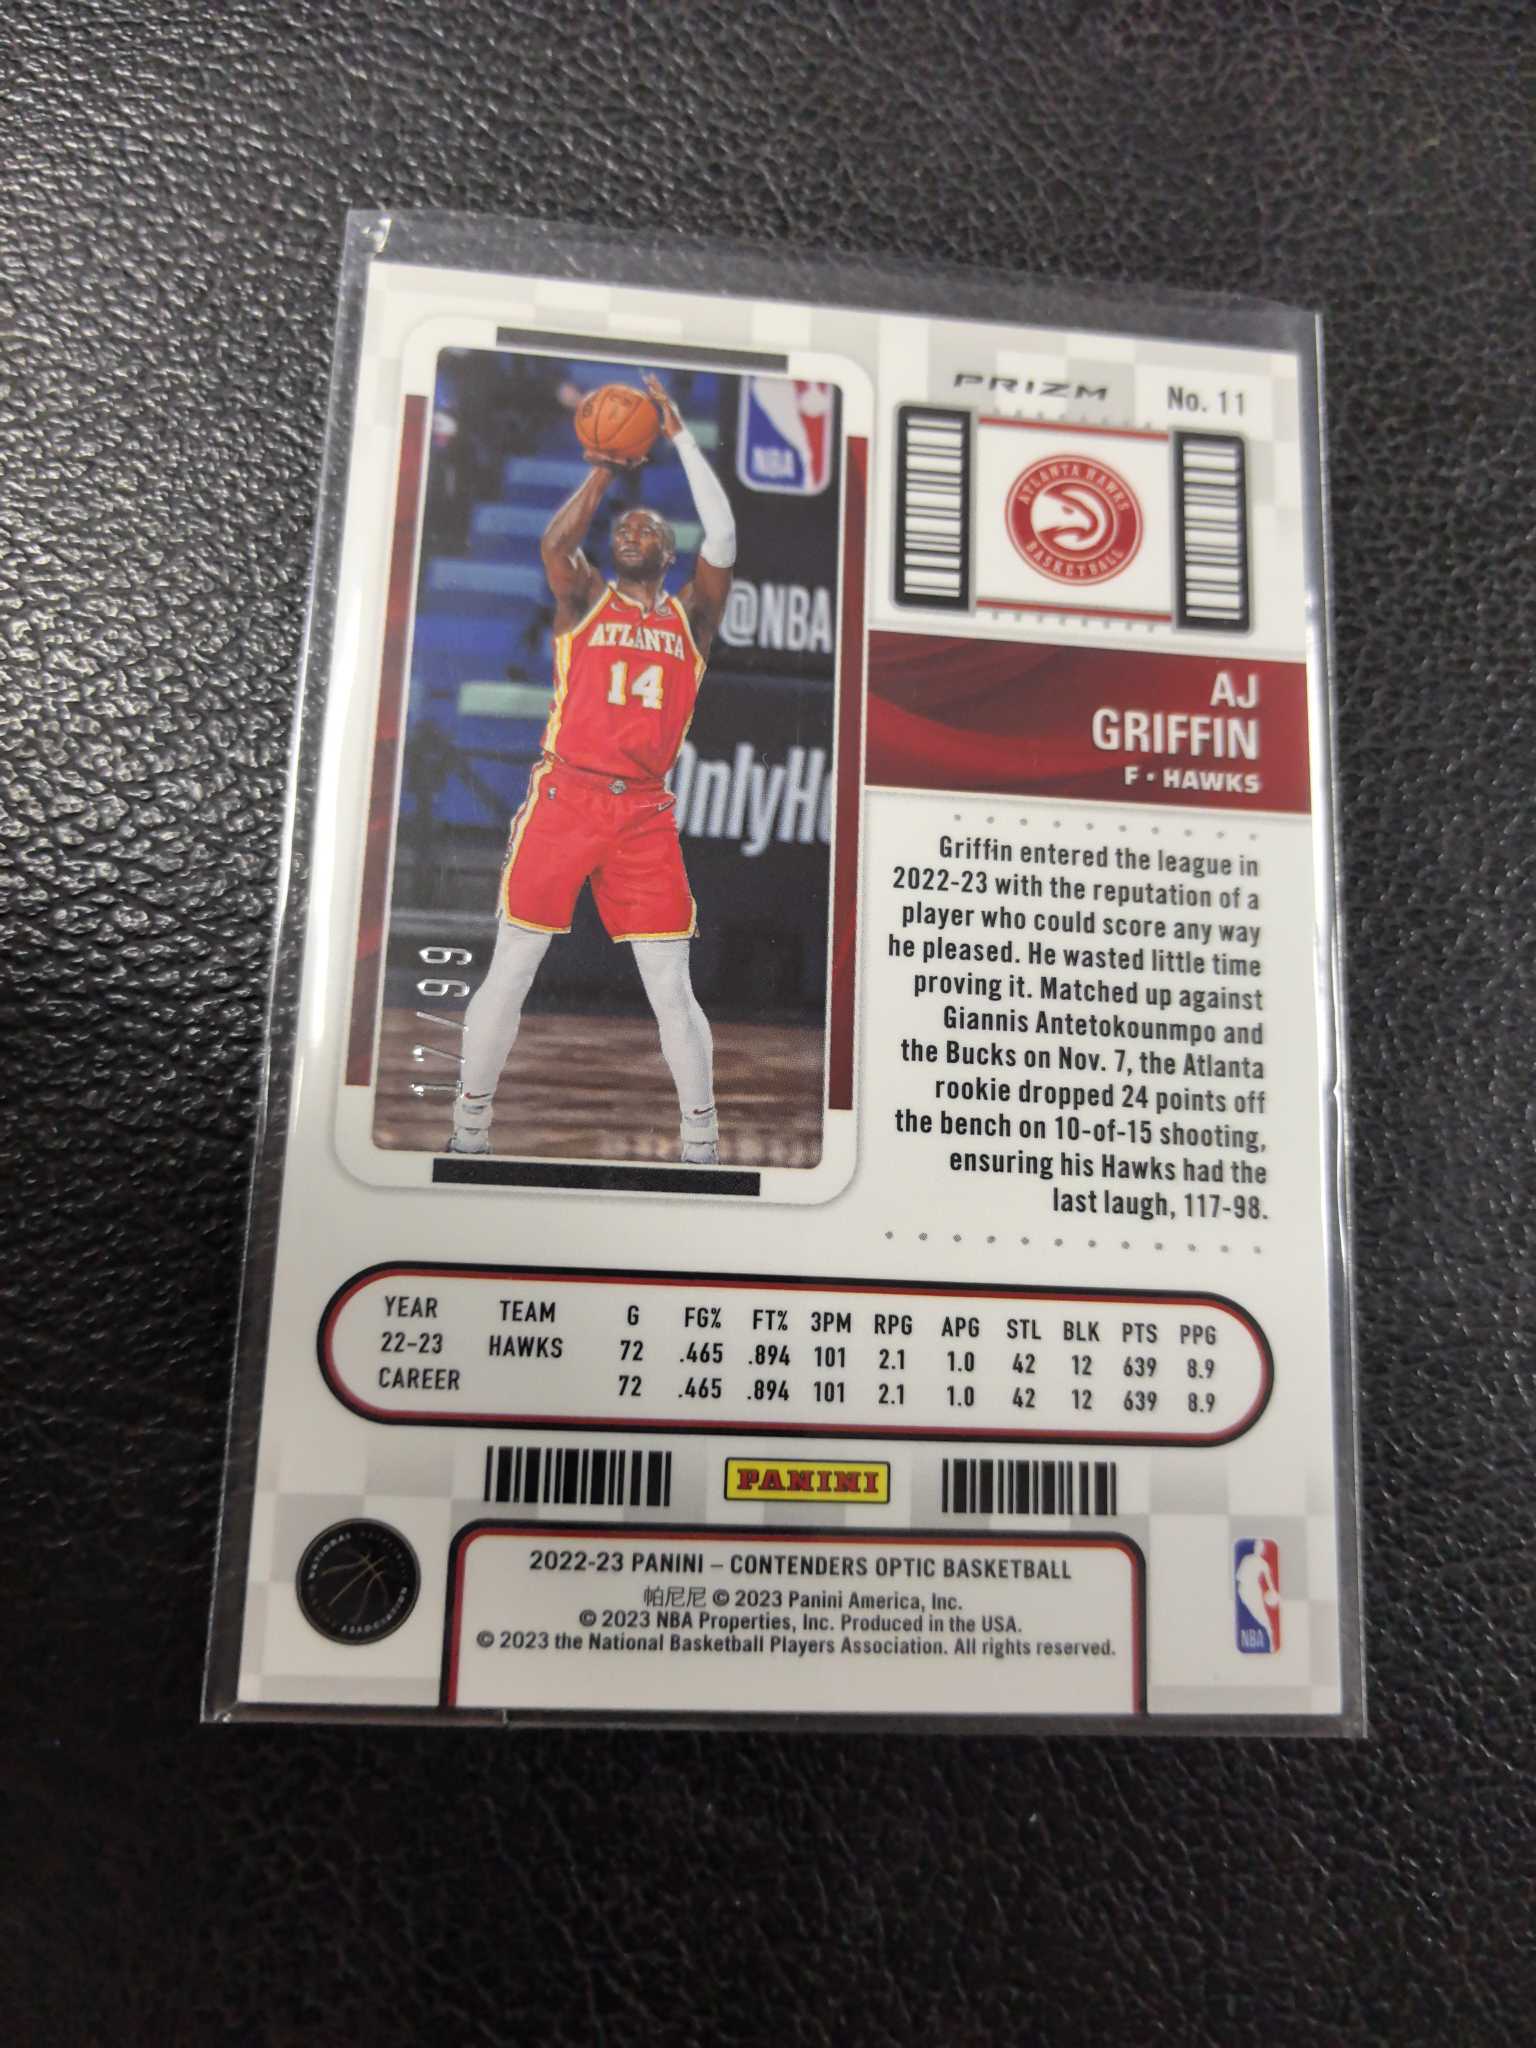 PRIZM
No. 11
ATLANTA HAWKS
BASKETBALL
NBA
@NBA
OnlyH
ATLANTA
14
17/99
AJ
GRIFFIN
F • HAWKS
Griffin entered the league in
2022-23 with the reputation of a
player who could score any way
he pleased. He wasted little time
proving it. Matched up against
Giannis Antetokounmpo and
the Bucks on Nov. 7, the Atlanta
rookie dropped 24 points off
the bench on 10-of-15 shooting,
ensuring his Hawks had the
last laugh, 117-98.
YEAR TEAM G FG% FT% 3PM RPG APG STL BLK PTS PPG
22-23 HAWKS 72 .465 .894 101 2.1 1.0 42 12 639 8.9
CAREER 72 .465 .894 101 2.1 1.0 42 12 639 8.9
PANINI
2022-23 PANINI – CONTENDERS OPTIC BASKETBALL
帕尼尼 © 2023 Panini America, Inc.
© 2023 NBA Properties, Inc. Produced in the USA.
© 2023 the National Basketball Players Association. All rights reserved.
NATIONAL
ASSOCIATION
NBA